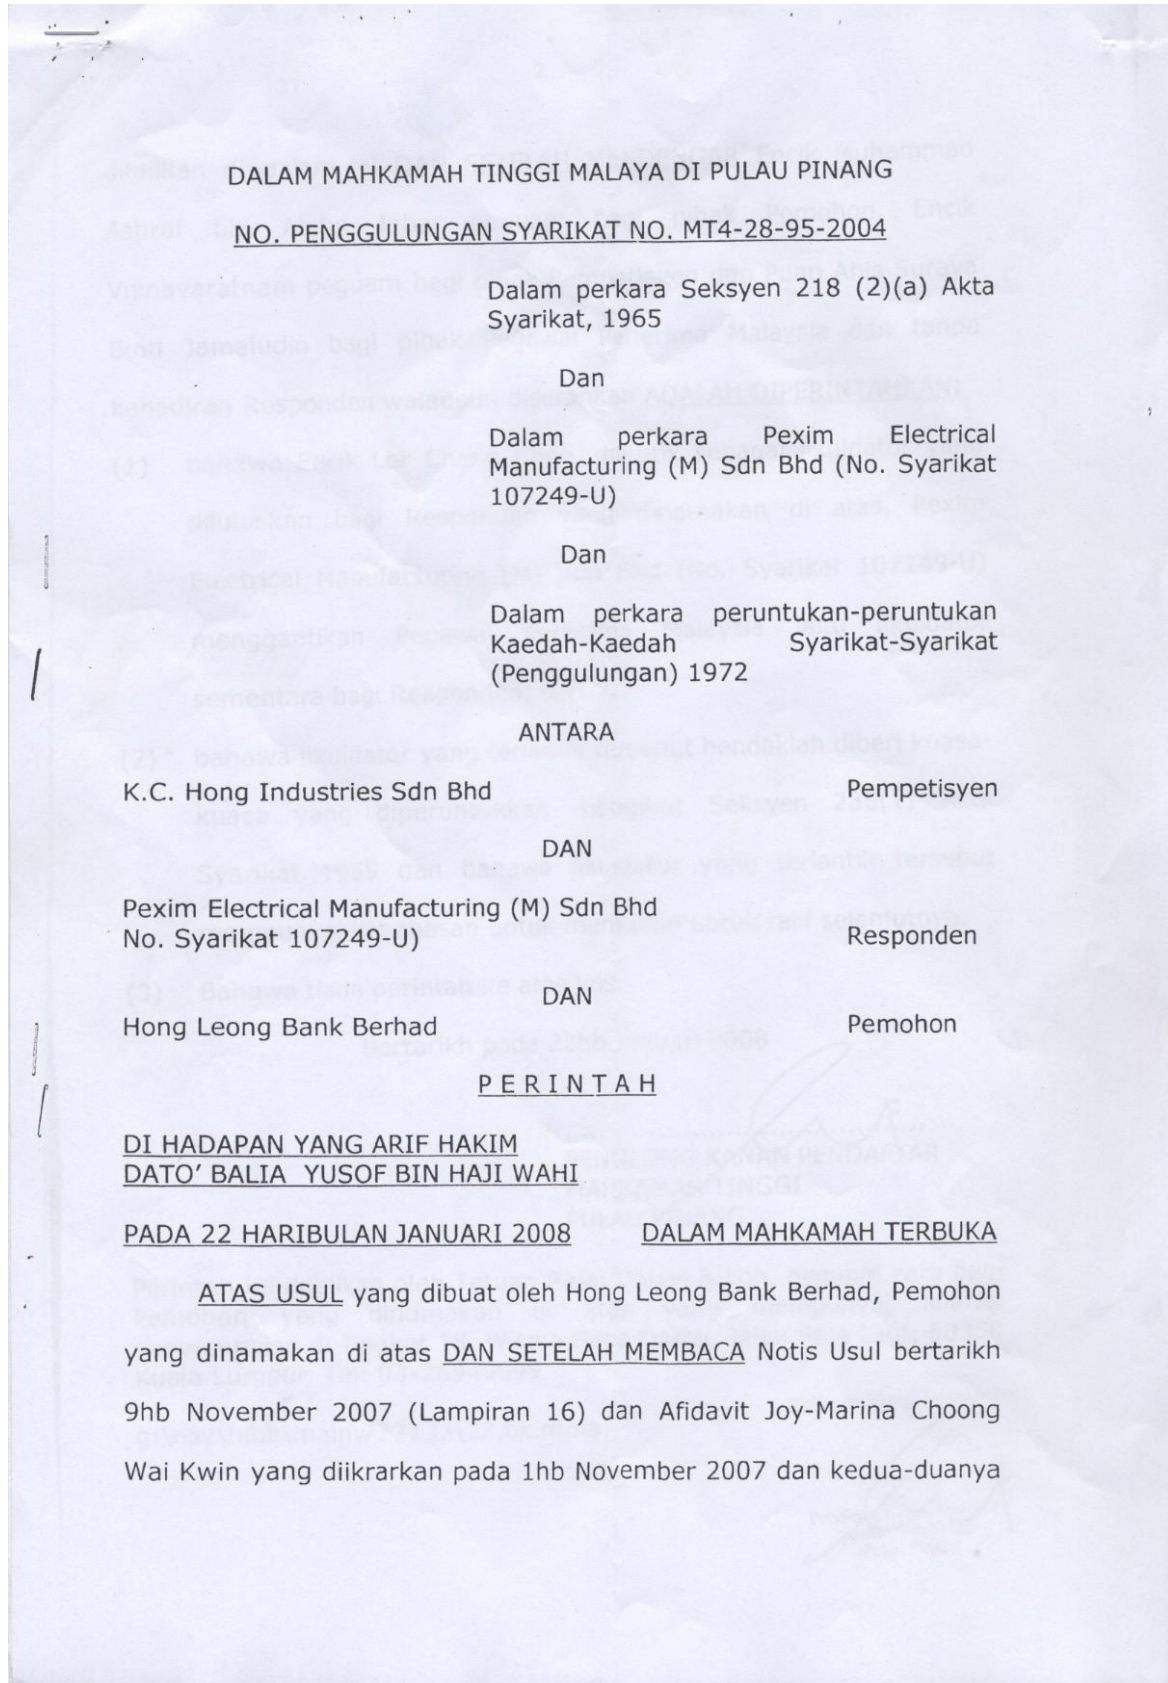 DALAM MAHKAMAH TINGGI MALAYA DI PULAU PINANG
NO. PENGGULUNGAN SYARIKAT NO. MT4-28-95-2004
Dalam perkara Seksyen 218 (2)(a) Akta
Syarikat, 1965
Dan
Dalam perkara Pexim Electrical
Manufacturing (M) Sdn Bhd (No. Syarikat
107249-U)
Dan
Dalam perkara peruntukan-peruntukan
Kaedah-Kaedah Syarikat-Syarikat
(Penggulungan) 1972
ANTARA
K.C. Hong Industries Sdn Bhd Pempetisyen
DAN
Pexim Electrical Manufacturing (M) Sdn Bhd
No. Syarikat 107249-U) Responden
DAN
Hong Leong Bank Berhad Pemohon
P E R I N T A H
DI HADAPAN YANG ARIF HAKIM
DATO' BALIA YUSOF BIN HAJI WAHI
PADA 22 HARIBULAN JANUARI 2008 DALAM MAHKAMAH TERBUKA
ATAS USUL yang dibuat oleh Hong Leong Bank Berhad, Pemohon
yang dinamakan di atas DAN SETELAH MEMBACA Notis Usul bertarikh
9hb November 2007 (Lampiran 16) dan Afidavit Joy-Marina Choong
Wai Kwin yang diikrarkan pada 1hb November 2007 dan kedua-duanya